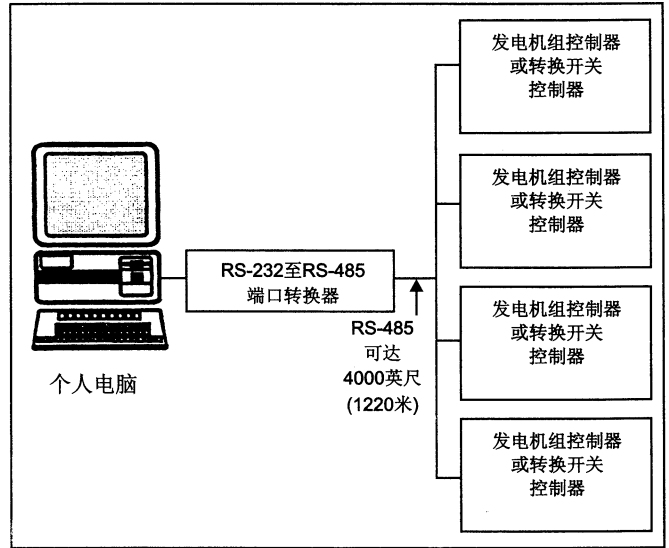 发电机组控制器
或转换开关
控制器
发电机组控制器
或转换开关
控制器
RS-232至RS-485
端口转换器
RS-485
可达
4000英尺
(1220米)
个人电脑
发电机组控制器
或转换开关
控制器
发电机组控制器
或转换开关
控制器